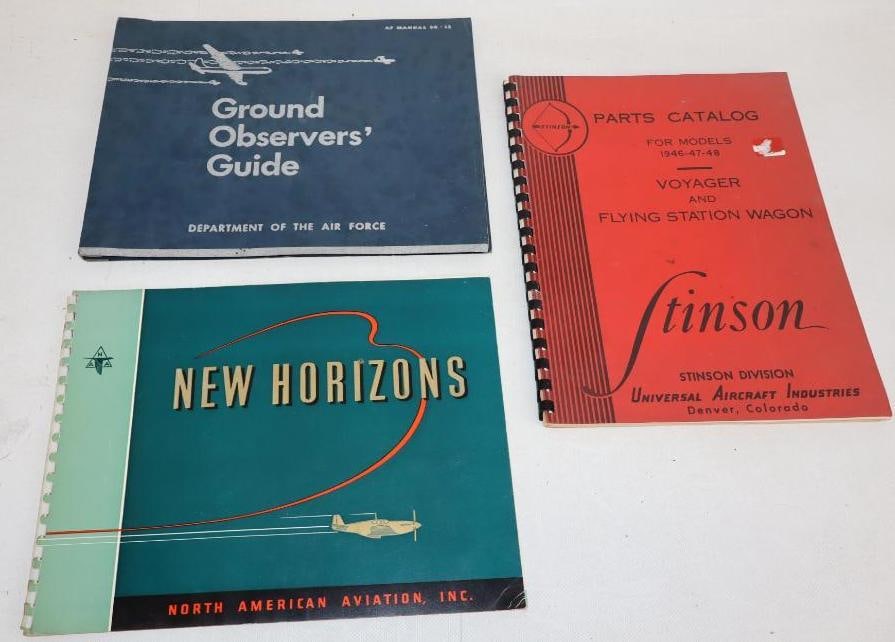 AF MANUAL 50-12
Ground
Observers'
Guide
DEPARTMENT OF THE AIR FORCE
STINSON
PARTS CATALOG
FOR MODELS
1946-47-48
VOYAGER
AND
FLYING STATION WAGON
Stinson
STINSON DIVISION
UNIVERSAL AIRCRAFT INDUSTRIES
Denver, Colorado
N
A A
NEW HORIZONS
NORTH AMERICAN AVIATION, INC.